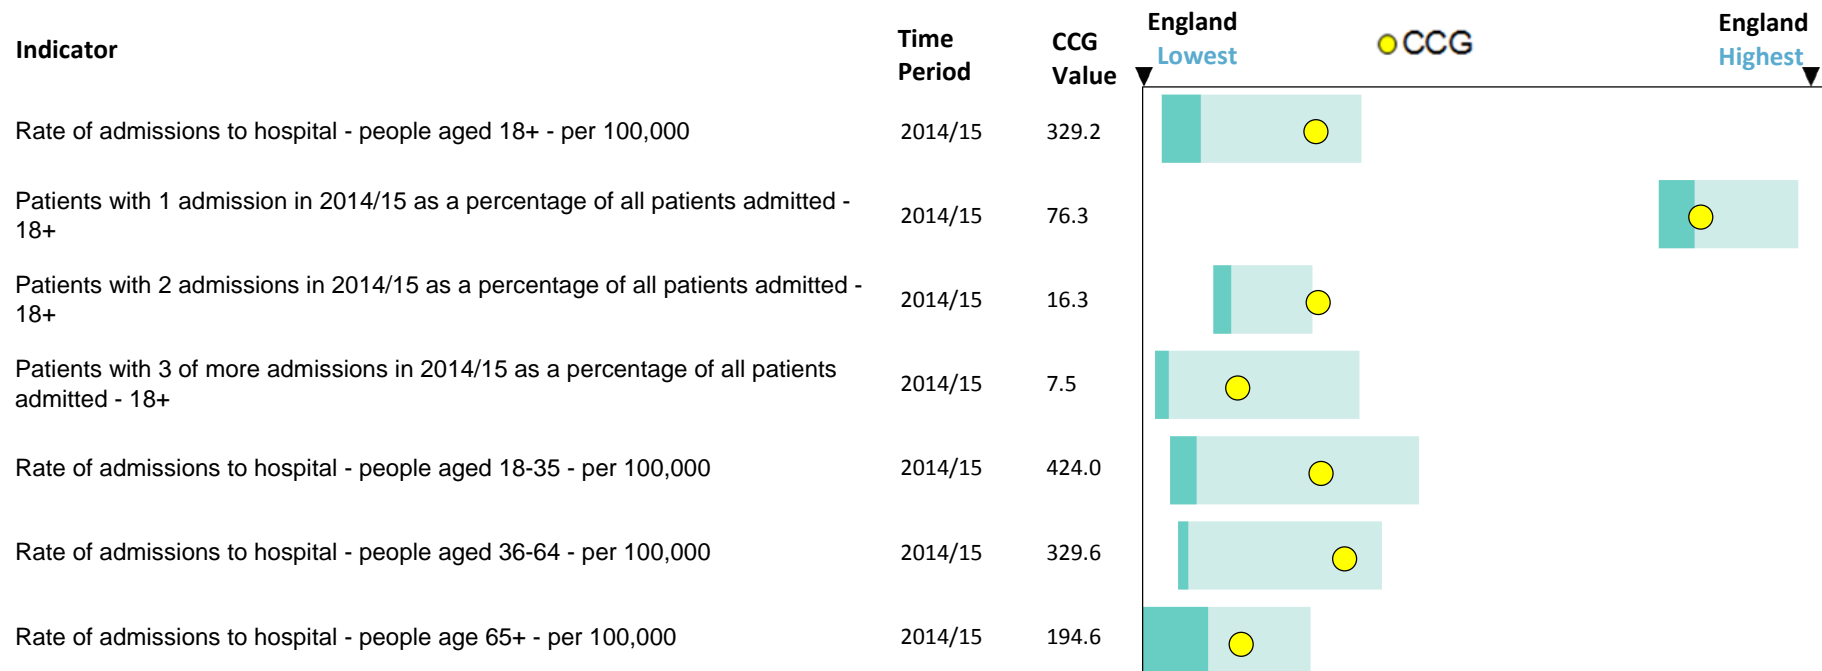 Indicator
Time
Period
CCG
Value
England
Lowest
CCG
England
Highest
Rate of admissions to hospital - people aged 18+ - per 100,000
2014/15
329.2
Patients with 1 admission in 2014/15 as a percentage of all patients admitted -
18+
2014/15
76.3
Patients with 2 admissions in 2014/15 as a percentage of all patients admitted -
18+
2014/15
16.3
Patients with 3 of more admissions in 2014/15 as a percentage of all patients
admitted - 18+
2014/15
7.5
Rate of admissions to hospital - people aged 18-35 - per 100,000
2014/15
424.0
Rate of admissions to hospital - people aged 36-64 - per 100,000
2014/15
329.6
Rate of admissions to hospital - people age 65+ - per 100,000
2014/15
194.6